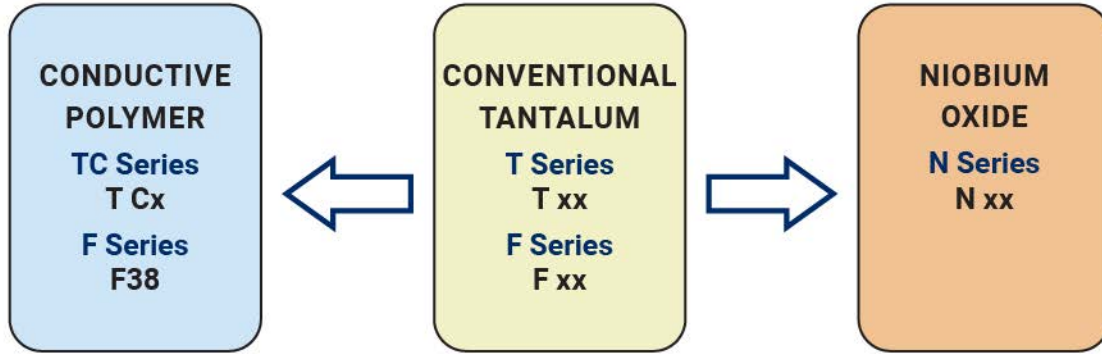 CONDUCTIVE
POLYMER
TC Series
T Cx
F Series
F38
CONVENTIONAL
TANTALUM
T Series
T xx
F Series
F xx
NIOBIUM
OXIDE
N Series
N xx